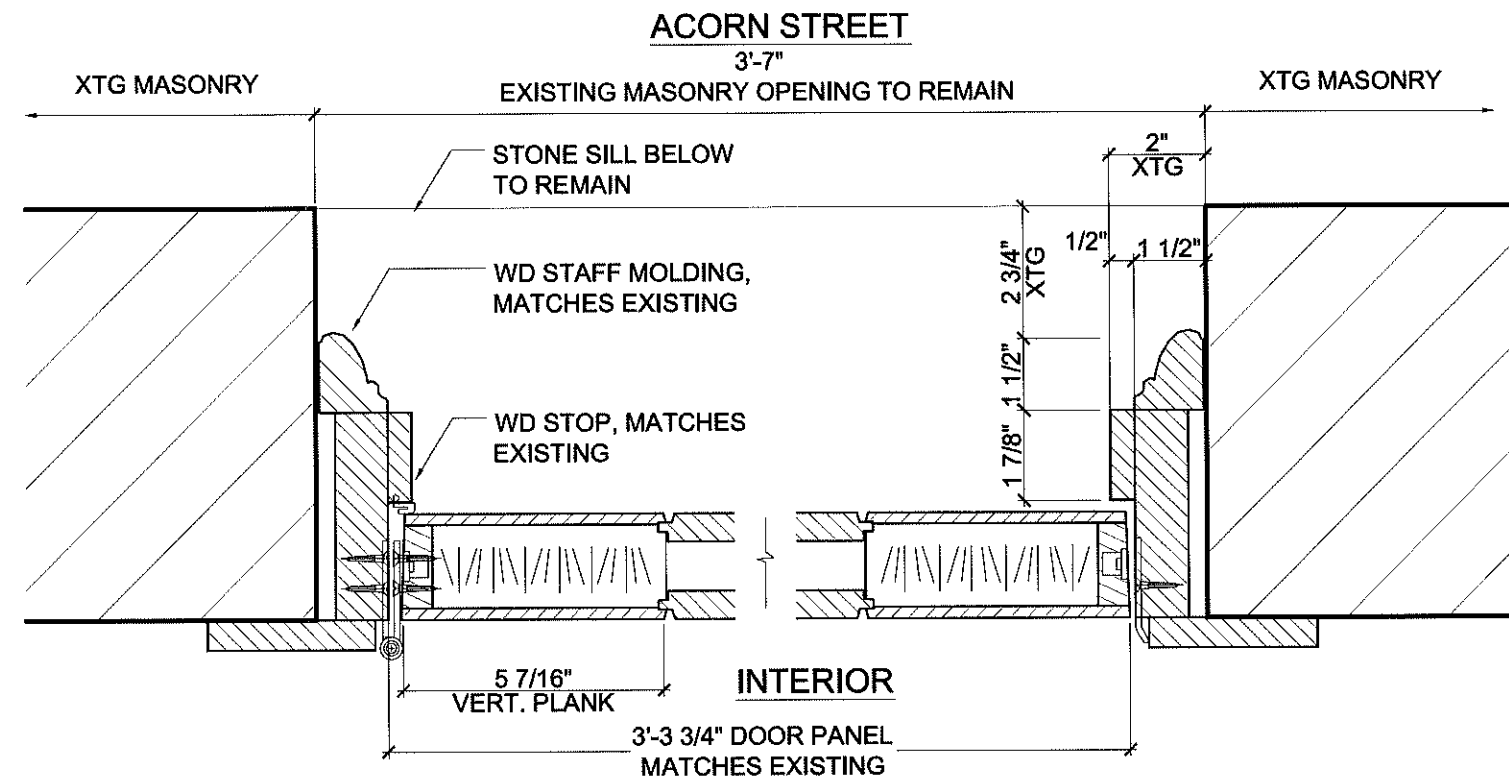 ACORN STREET
3'-7"
XTG MASONRY
EXISTING MASONRY OPENING TO REMAIN
XTG MASONRY
STONE SILL BELOW
TO REMAIN
2"
XTG
1/2"
1 1/2"
2 3/4"
XTG
WD STAFF MOLDING,
MATCHES EXISTING
1 1/2"
WD STOP, MATCHES
EXISTING
1 7/8"
5 7/16"
VERT. PLANK
INTERIOR
3'-3 3/4" DOOR PANEL
MATCHES EXISTING